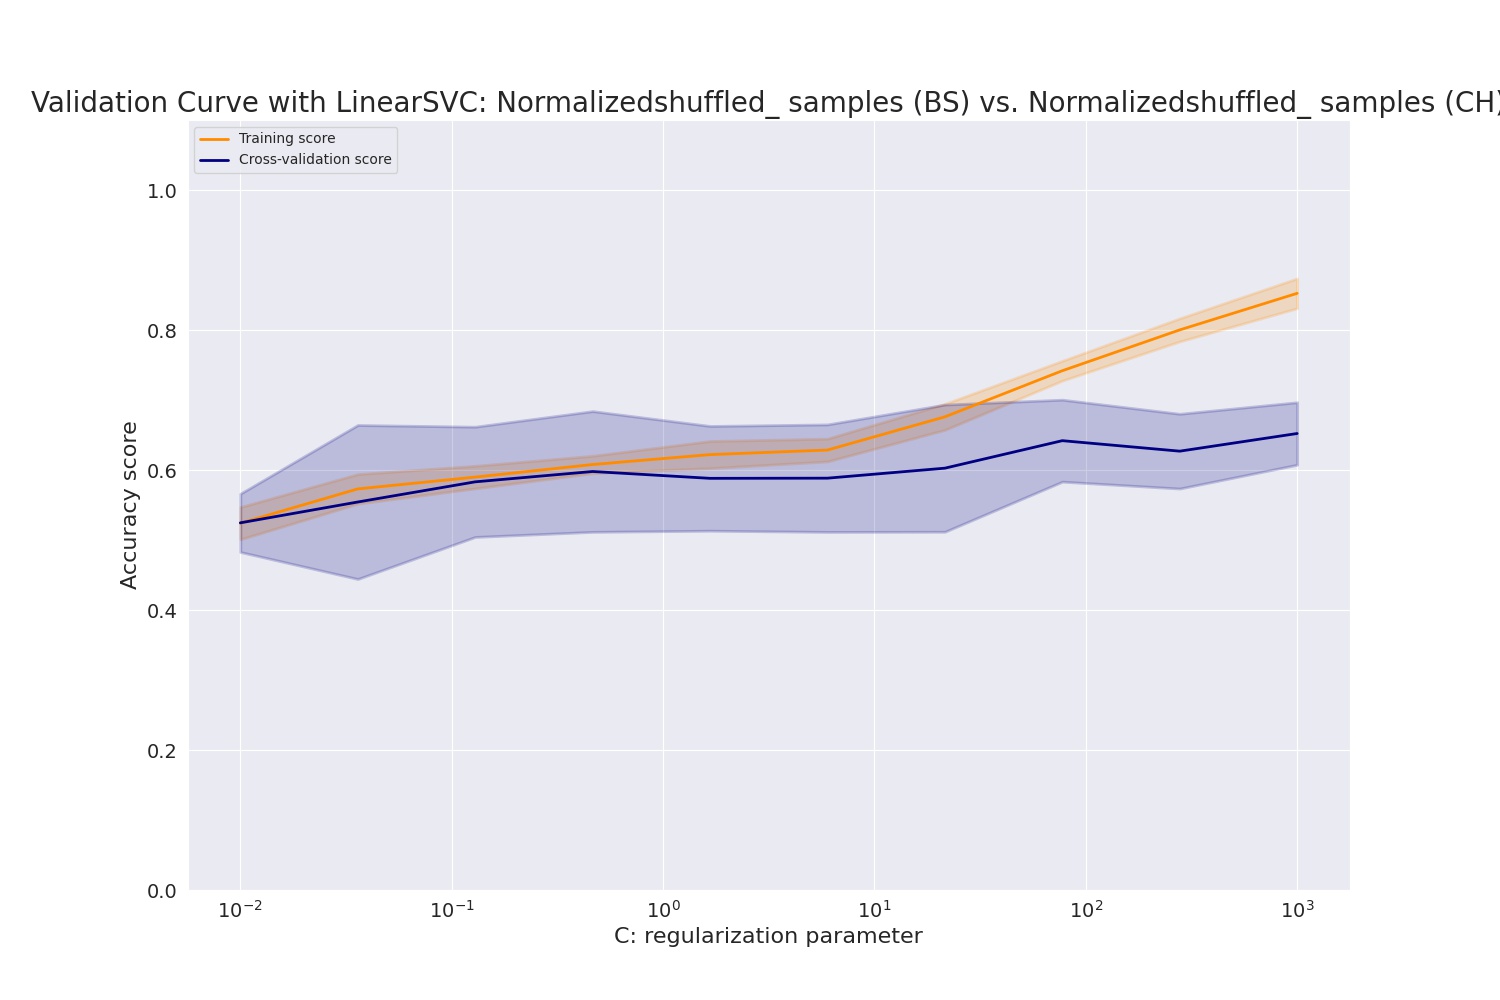 Validation Curve with LinearSVC: Normalizedshuffled_ samples (BS) vs. Normalizedshuffled_ samples (CH)
Training score
Cross-validation score
1.0
0.8
0.6
0.4
0.2
0.0
Accuracy score
10⁻² 10⁻¹ 10⁰ 10¹ 10² 10³
C: regularization parameter